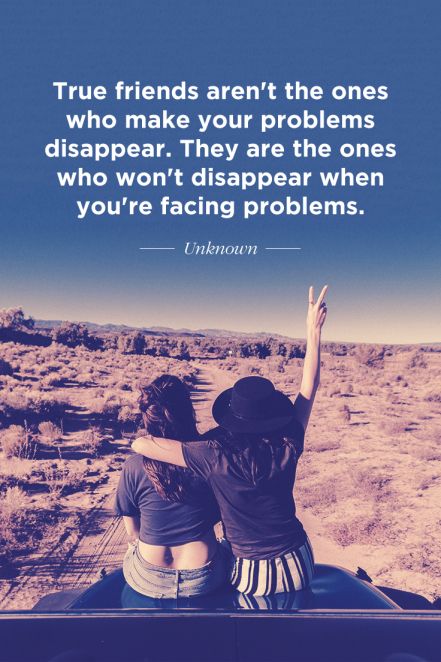 True friends aren't the ones
who make your problems
disappear. They are the ones
who won't disappear when
you're facing problems.
Unknown